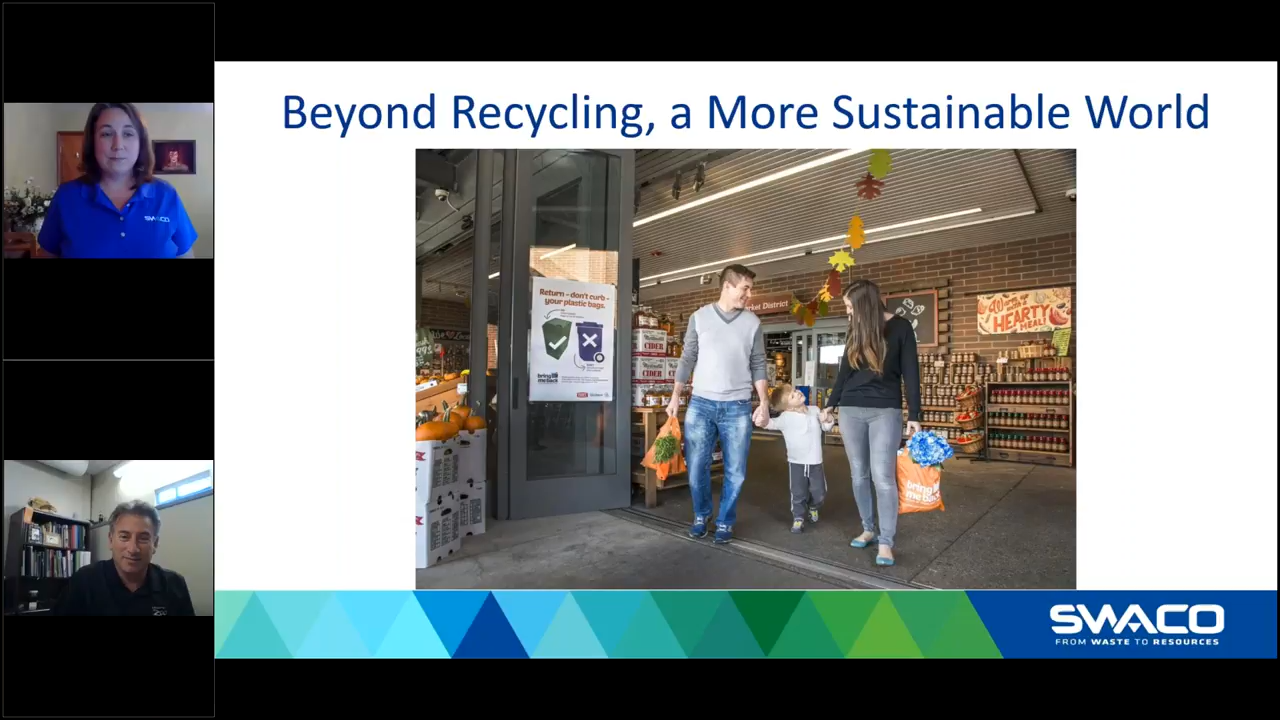 Beyond Recycling, a More Sustainable World
SWACO
Return - don't curb -
your plastic bags.
bring
me back
Market District
HEARTY
MEAL
CIDER
CIDER
bring
me back
SWACO
FROM WASTE TO RESOURCES